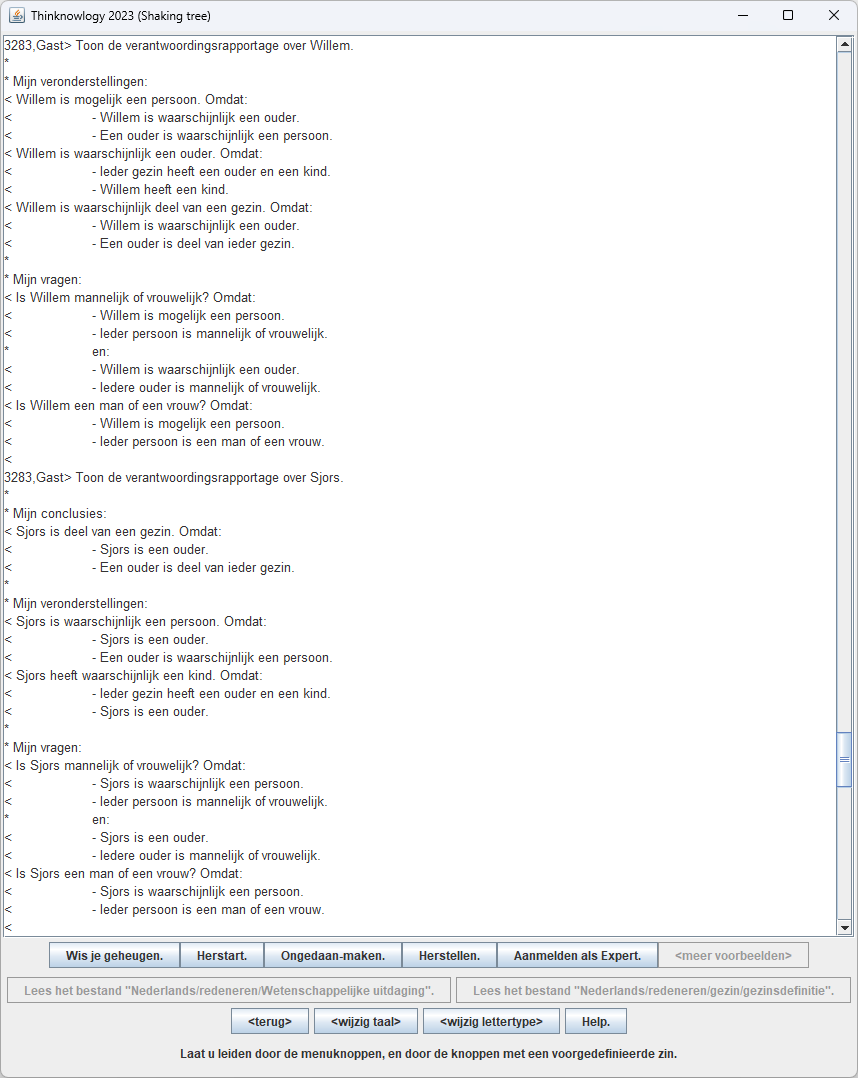 Thinknowlogy 2023 (Shaking tree)
3283,Gast> Toon de verantwoordingsrapportage over Willem.
*
* Mijn veronderstellingen:
< Willem is mogelijk een persoon. Omdat:
< - Willem is waarschijnlijk een ouder.
< - Een ouder is waarschijnlijk een persoon.
< Willem is waarschijnlijk een ouder. Omdat:
< - Ieder gezin heeft een ouder en een kind.
< - Willem heeft een kind.
< Willem is waarschijnlijk deel van een gezin. Omdat:
< - Willem is waarschijnlijk een ouder.
< - Een ouder is deel van ieder gezin.
*
* Mijn vragen:
< Is Willem mannelijk of vrouwelijk? Omdat:
< - Willem is mogelijk een persoon.
< - Ieder persoon is mannelijk of vrouwelijk.
* en:
< - Willem is waarschijnlijk een ouder.
< - Iedere ouder is mannelijk of vrouwelijk.
< Is Willem een man of een vrouw? Omdat:
< - Willem is mogelijk een persoon.
< - Ieder persoon is een man of een vrouw.
<
3283,Gast> Toon de verantwoordingsrapportage over Sjors.
*
* Mijn conclusies:
< Sjors is deel van een gezin. Omdat:
< - Sjors is een ouder.
< - Een ouder is deel van ieder gezin.
*
* Mijn veronderstellingen:
< Sjors is waarschijnlijk een persoon. Omdat:
< - Sjors is een ouder.
< - Een ouder is waarschijnlijk een persoon.
< Sjors heeft waarschijnlijk een kind. Omdat:
< - Ieder gezin heeft een ouder en een kind.
< - Sjors is een ouder.
*
* Mijn vragen:
< Is Sjors mannelijk of vrouwelijk? Omdat:
< - Sjors is waarschijnlijk een persoon.
< - Ieder persoon is mannelijk of vrouwelijk.
* en:
< - Sjors is een ouder.
< - Iedere ouder is mannelijk of vrouwelijk.
< Is Sjors een man of een vrouw? Omdat:
< - Sjors is waarschijnlijk een persoon.
< - Ieder persoon is een man of een vrouw.
<
Wis je geheugen. Herstart. Ongedaan-maken. Herstellen. Aanmelden als Expert. <meer voorbeelden>
Lees het bestand "Nederlands/redeneren/Wetenschappelijke uitdaging". Lees het bestand "Nederlands/redeneren/gezin/gezinsdefinitie".
<terug> <wijzig taal> <wijzig lettertype> Help.
Laat u leiden door de menuknoppen, en door de knoppen met een voorgedefinieerde zin.